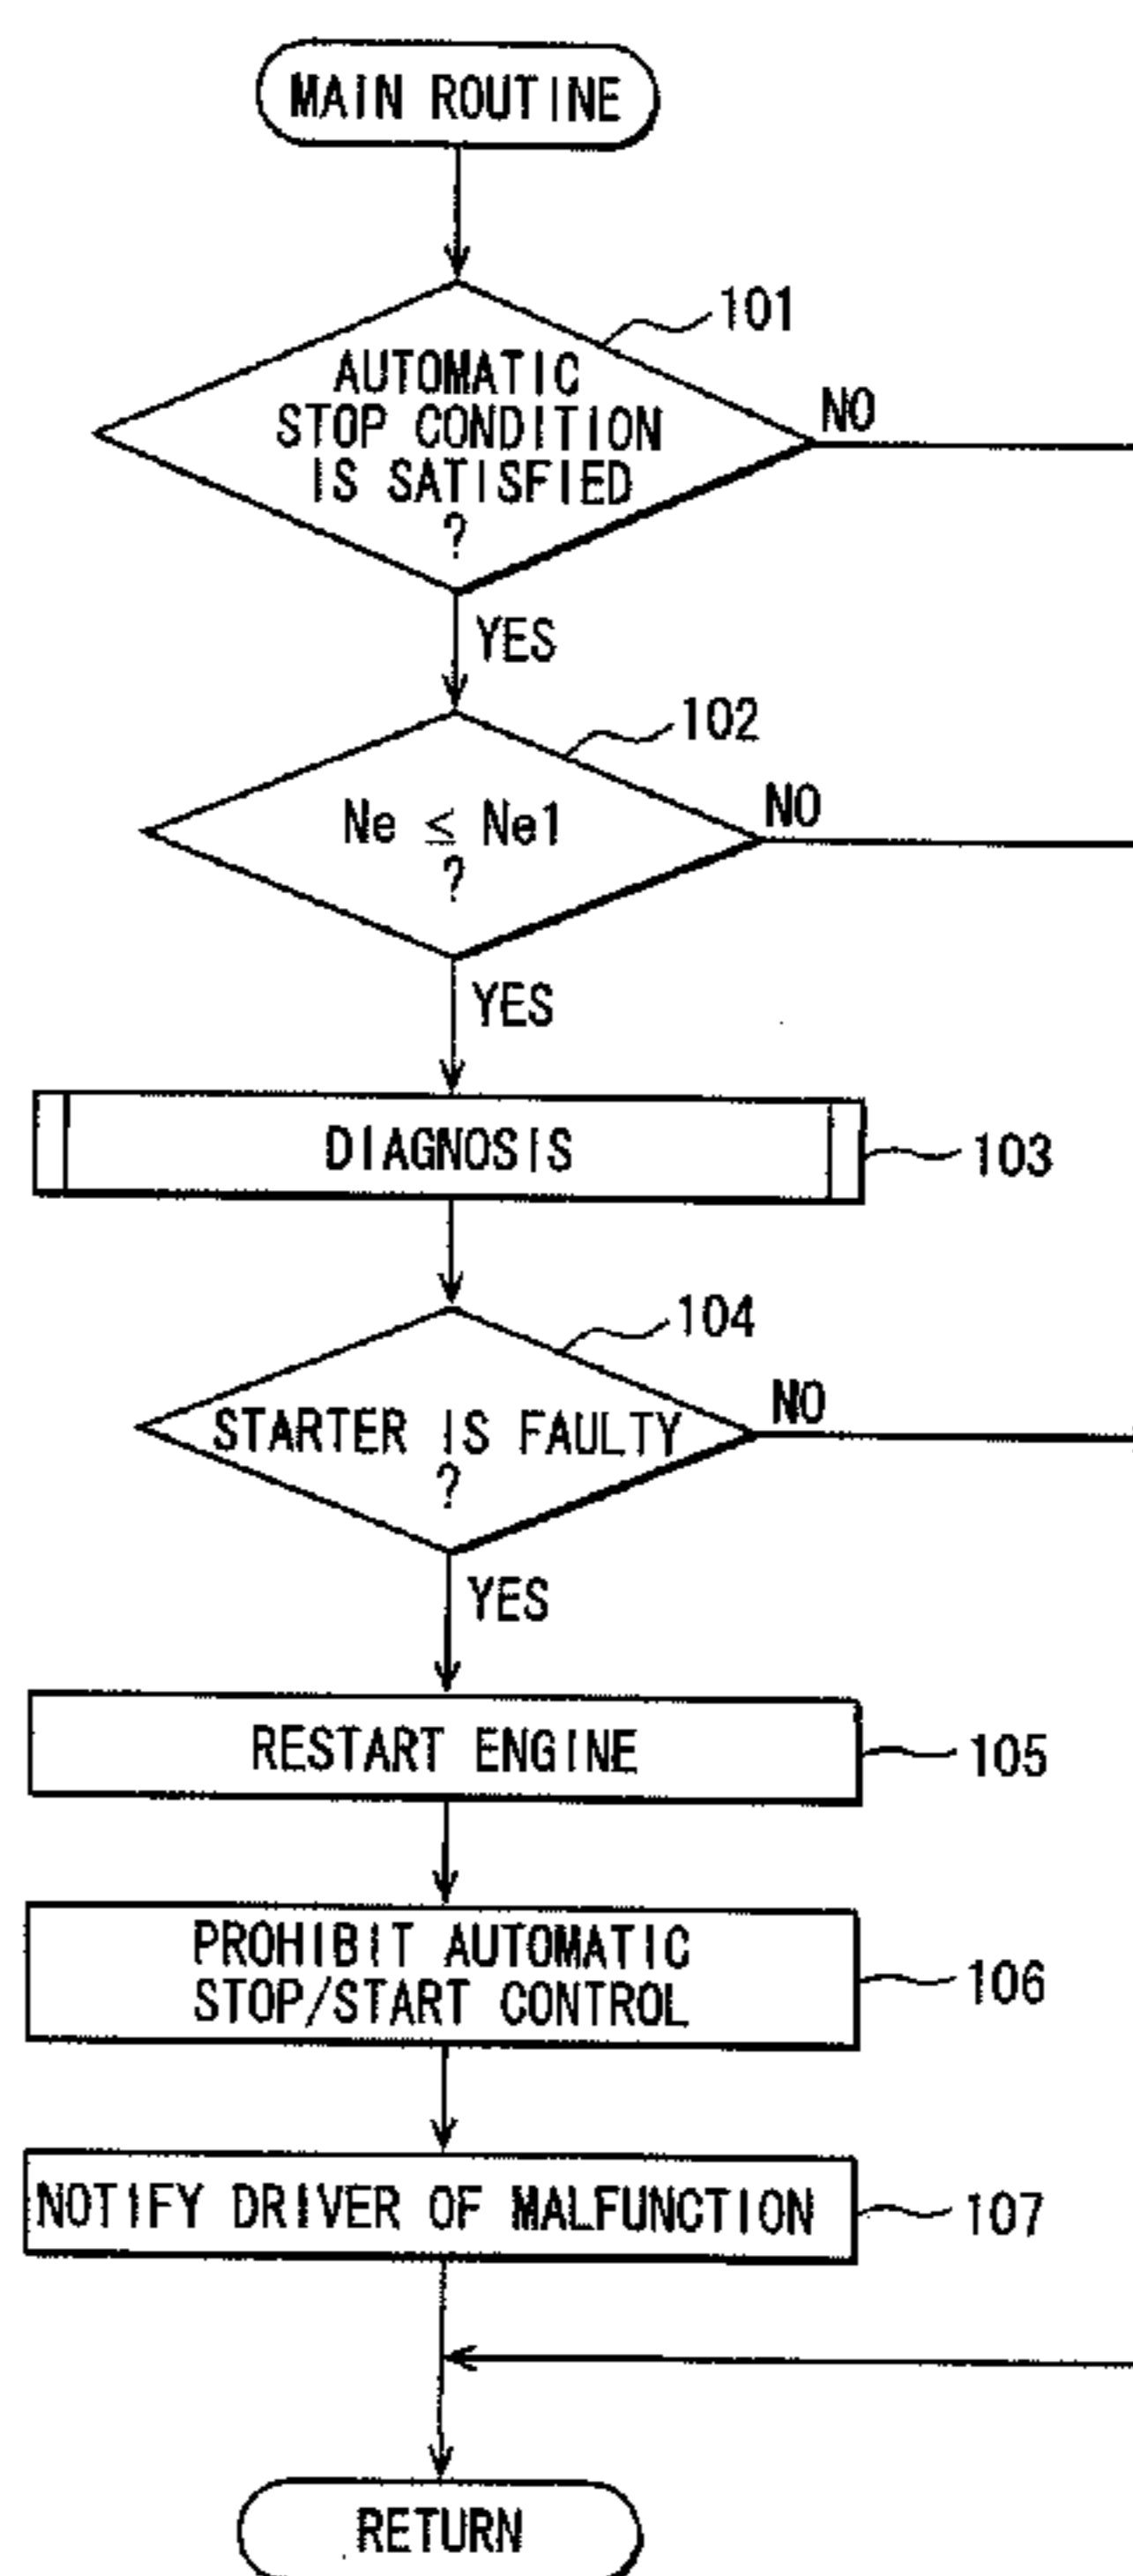 MAIN ROUTINE
101
AUTOMATIC
STOP CONDITION
IS SATISFIED
?
NO
YES
102
Ne ≤ Ne1
?
NO
YES
DIAGNOSIS
103
104
STARTER IS FAULTY
?
NO
YES
RESTART ENGINE
105
PROHIBIT AUTOMATIC
STOP/START CONTROL
106
NOTIFY DRIVER OF MALFUNCTION
107
RETURN